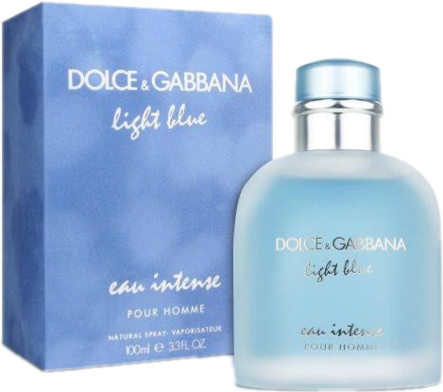 DOLCE & GABBANA
light blue
eau intense
POUR HOMME
NATURAL SPRAY · VAPORISATEUR
100ml e 3.3FL.OZ.
DOLCE & GABBANA
light blue
eau intense
POUR HOMME